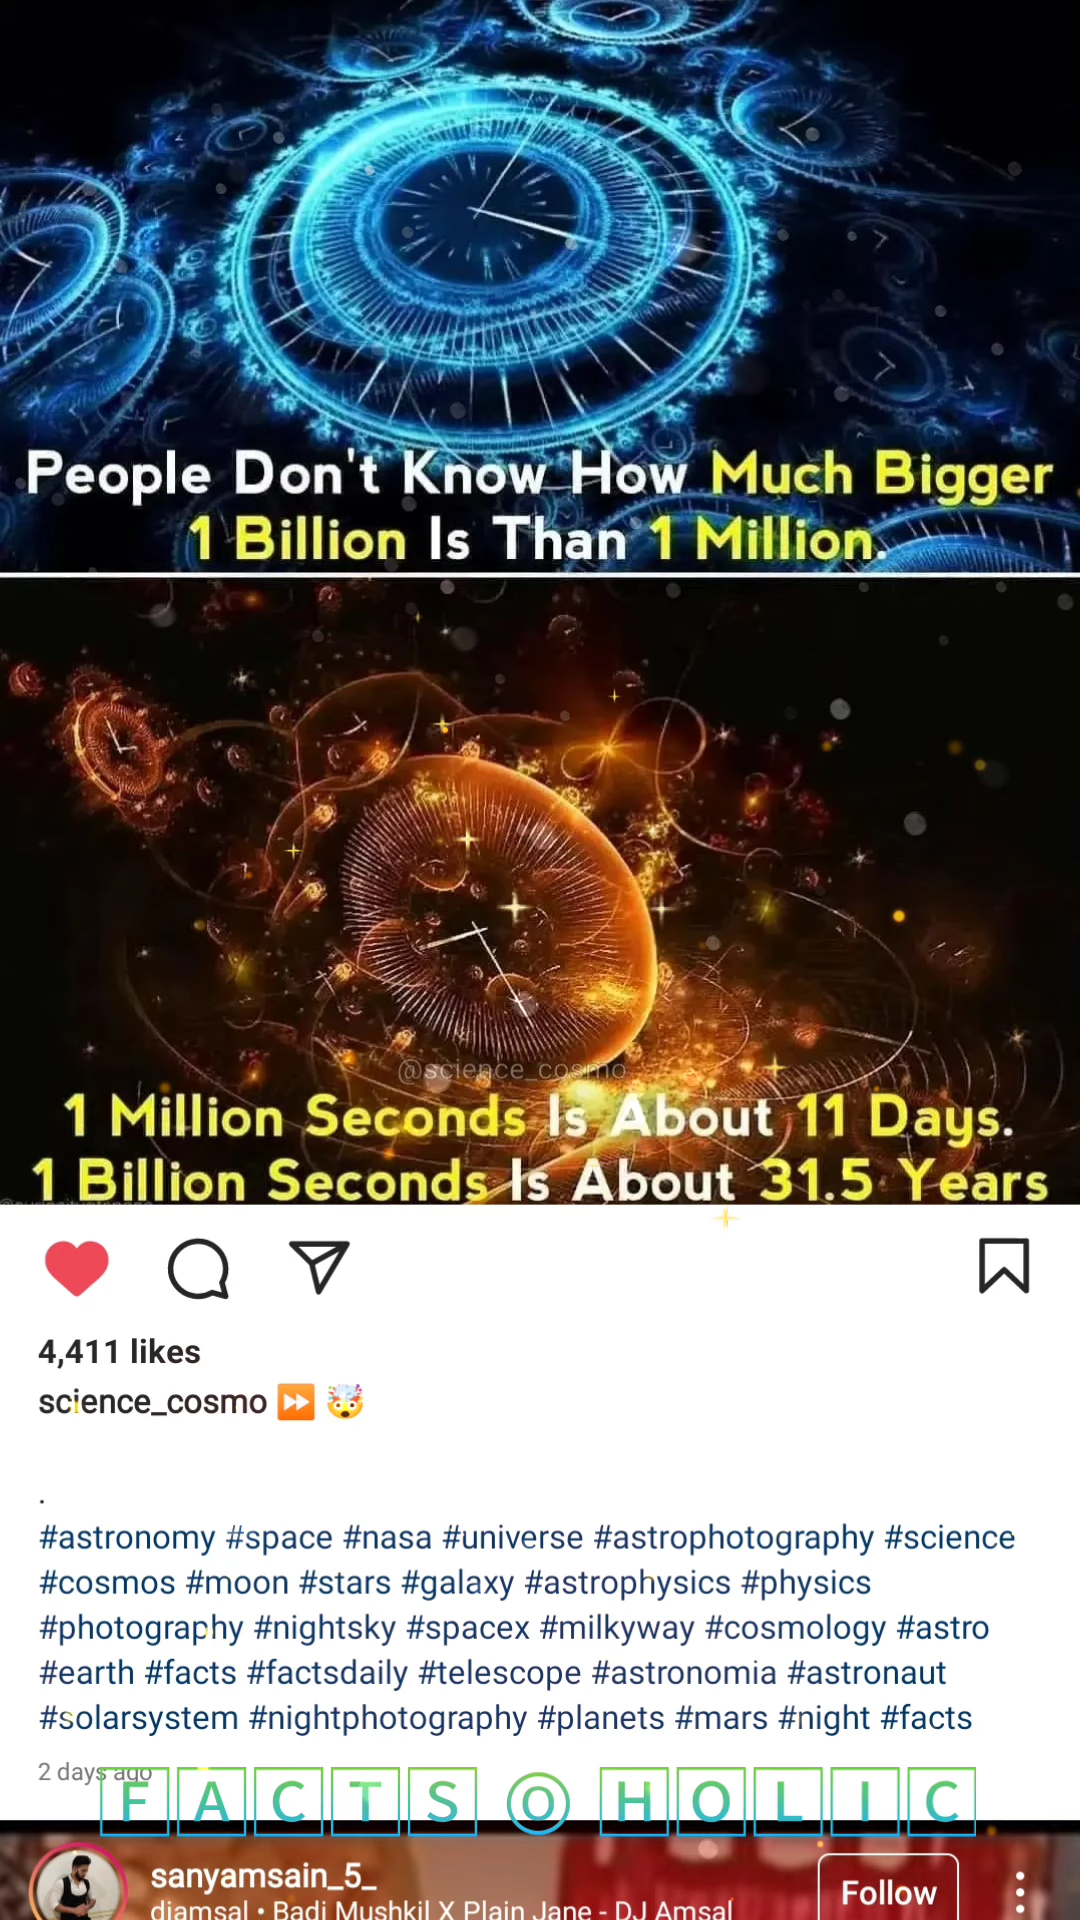 People Don't Know How Much Bigger
1 Billion Is Than 1 Million.
@science_cosmo
1 Million Seconds Is About 11 Days.
1 Billion Seconds Is About 31.5 Years
4,411 likes
science_cosmo ⏩ 🤯
.
#astronomy #space #nasa #universe #astrophotography #science
#cosmos #moon #stars #galaxy #astrophysics #physics
#photography #nightsky #spacex #milkyway #cosmology #astro
#earth #facts #factsdaily #telescope #astronomia #astronaut
#solarsystem #nightphotography #planets #mars #night #facts
2 days ago
FACTS O HOLIC
sanyamsain_5_
Follow
djamsal • Badi Mushkil X Plain Jane - DJ Amsal